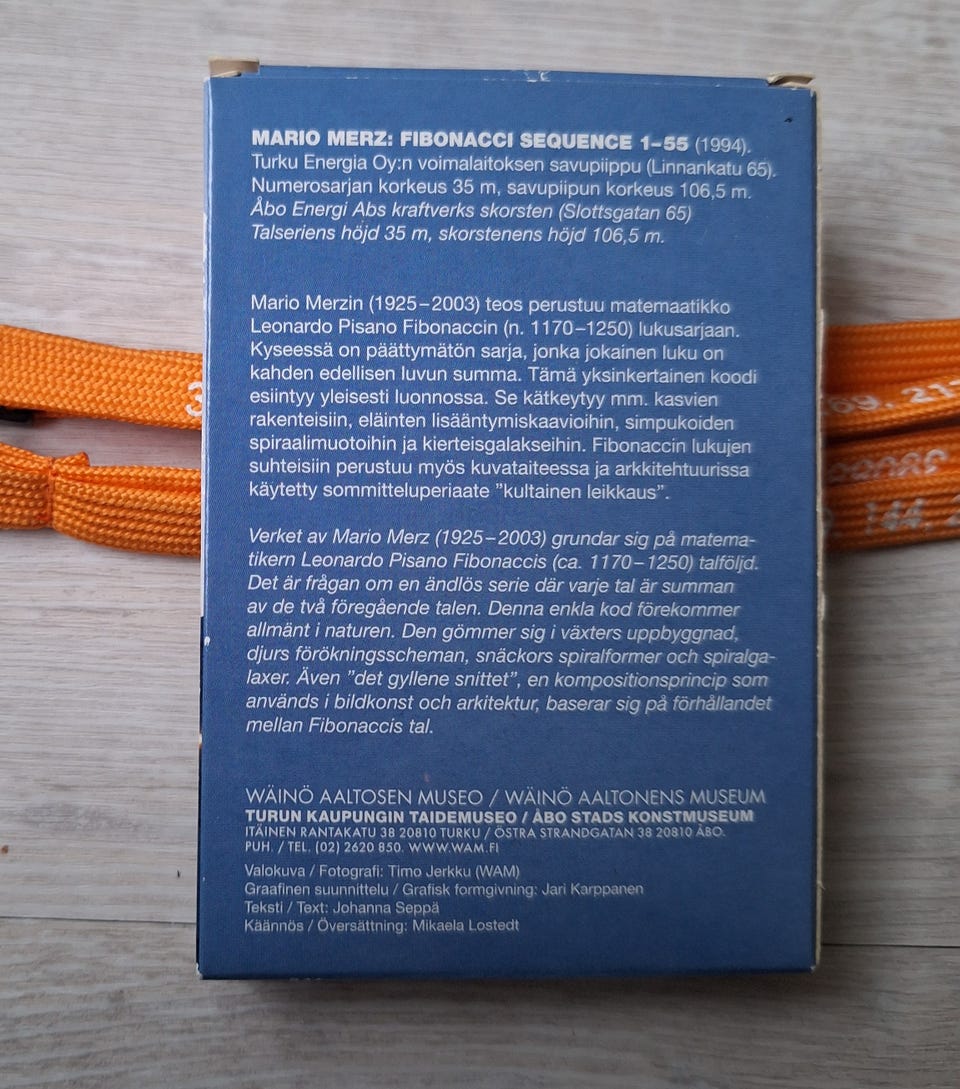 MARIO MERZ: FIBONACCI SEQUENCE 1–55 (1994).
Turku Energia Oy:n voimalaitoksen savupiippu (Linnankatu 65).
Numerosarjan korkeus 35 m, savupiipun korkeus 106,5 m.
Åbo Energi Abs kraftverks skorsten (Slottsgatan 65)
Talseriens höjd 35 m, skorstenens höjd 106,5 m.
Mario Merzin (1925–2003) teos perustuu matemaatikko
Leonardo Pisano Fibonaccin (n. 1170–1250) lukusarjaan.
Kyseessä on päättymätön sarja, jonka jokainen luku on
kahden edellisen luvun summa. Tämä yksinkertainen koodi
esiintyy yleisesti luonnossa. Se kätkeytyy mm. kasvien
rakenteisiin, eläinten lisääntymiskaavioihin, simpukoiden
spiraalimuotoihin ja kierteisgalakseihin. Fibonaccin lukujen
suhteisiin perustuu myös kuvataiteessa ja arkkitehtuurissa
käytetty sommitteluperiaate ”kultainen leikkaus”.
Verket av Mario Merz (1925–2003) grundar sig på matema-
tikern Leonardo Pisano Fibonaccis (ca. 1170–1250) talföljd.
Det är frågan om en ändlös serie där varje tal är summan
av de två föregående talen. Denna enkla kod förekommer
allmänt i naturen. Den gömmer sig i växters uppbyggnad,
djurs förökningsscheman, snäckors spiralformer och spiralga-
laxer. Även ”det gyllene snittet”, en kompositionsprincip som
används i bildkonst och arkitektur, baserar sig på förhållandet
mellan Fibonaccis tal.
WÄINÖ AALTOSEN MUSEO / WÄINÖ AALTONENS MUSEUM
TURUN KAUPUNGIN TAIDEMUSEO / ÅBO STADS KONSTMUSEUM
ITÄINEN RANTAKATU 38 20810 TURKU / ÖSTRA STRANDGATAN 38 20810 ÅBO.
PUH. / TEL. (02) 2620 850. WWW.WAM.FI
Valokuva / Fotografi: Timo Jerkku (WAM)
Graafinen suunnittelu / Grafisk formgivning: Jari Karppanen
Teksti / Text: Johanna Seppä
Käännös / Översättning: Mikaela Lostedt
144,